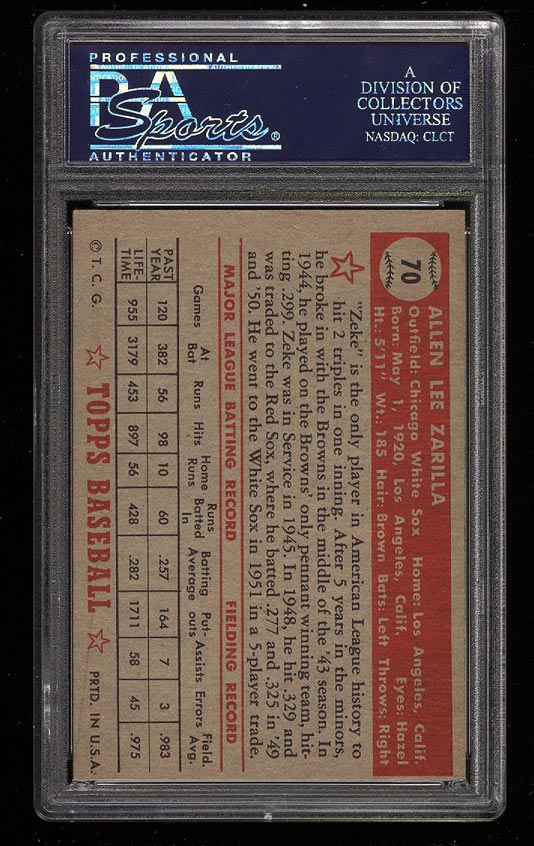 PROFESSIONAL
PSA
Sports®
AUTHENTICATOR
A
DIVISION OF
COLLECTORS
UNIVERSE
NASDAQ: CLCT
70
ALLEN LEE ZARILLA
Outfield: Chicago White Sox Home: Los Angeles, Calif.
Born: May 1, 1920, Los Angeles, Calif. Eyes: Hazel
Ht.: 5'11" Wt.: 185 Hair: Brown Bats: Left Throws: Right
"Zeke" is the only player in American League history to
hit 2 triples in one inning. After 5 years in the minors,
he broke in with the Browns in the middle of the '43 season. In
1944, he played on the Browns' only pennant winning team, hit-
ting .299. Zeke was in Service in 1945. In 1948, he hit .329 and
was traded to the Red Sox, where he batted .277 and .325 in '49
and '50. He went to the White Sox in 1951 in a 5-player trade.
MAJOR LEAGUE BATTING RECORD FIELDING RECORD
Games At Bat Runs Hits Home Runs Runs Batted In Batting Average Put-outs Assists Errors Field. Avg.
PAST YEAR 120 382 56 98 10 60 .257 164 7 3 .983
LIFE-TIME 955 3179 453 897 56 428 .282 1711 58 45 .975
© T. C. G. TOPPS BASEBALL PRTD. IN U.S.A.